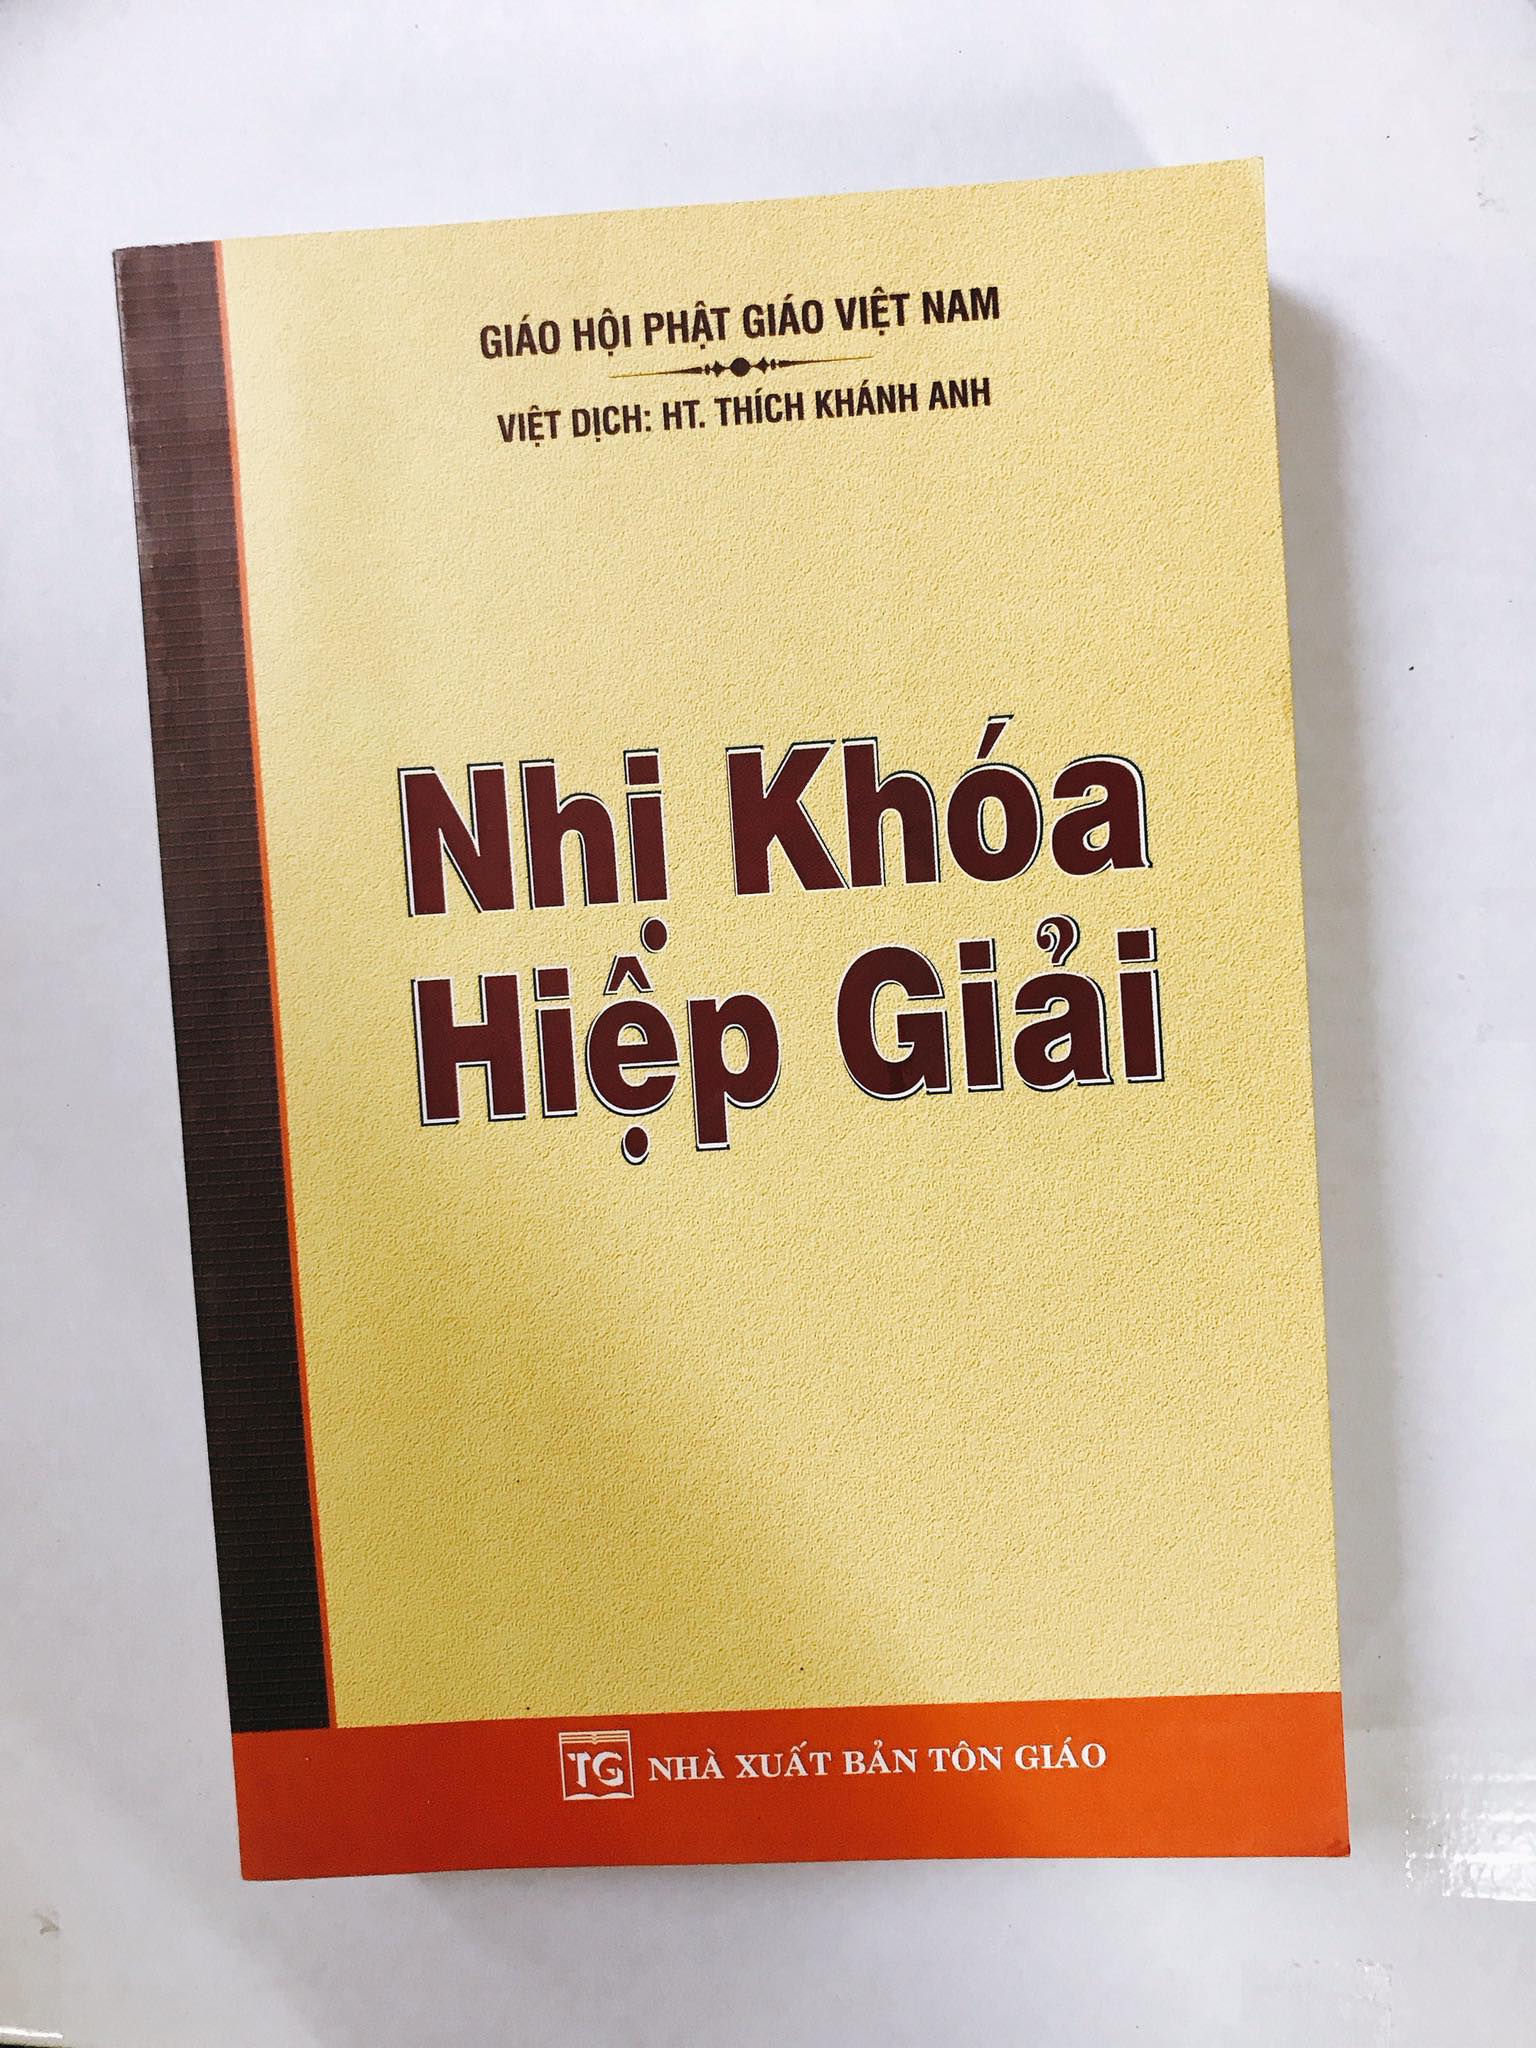 GIÁO HỘI PHẬT GIÁO VIỆT NAM
VIỆT DỊCH: HT. THÍCH KHÁNH ANH
Nhị Khóa
Hiệp Giải
TG NHÀ XUẤT BẢN TÔN GIÁO